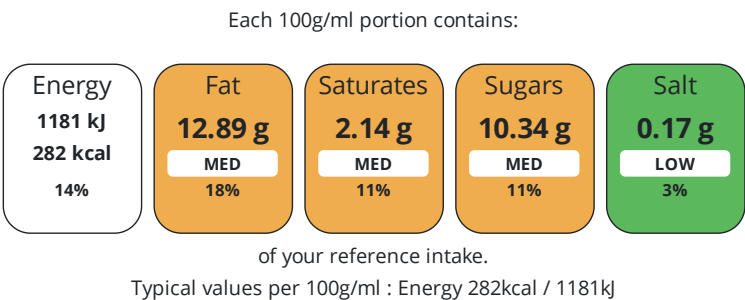 Each 100g/ml portion contains:
Energy
1181 kJ
282 kcal
14%
Fat
12.89 g
MED
18%
Saturates
2.14 g
MED
11%
Sugars
10.34 g
MED
11%
Salt
0.17 g
LOW
3%
of your reference intake.
Typical values per 100g/ml : Energy 282kcal / 1181kJ